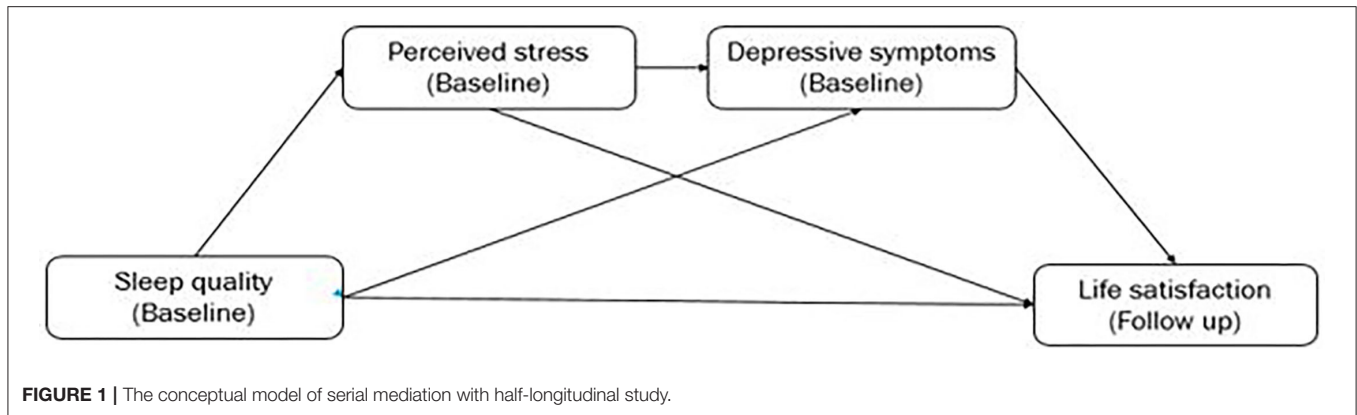 Perceived stress
(Baseline)
Depressive symptoms
(Baseline)
Sleep quality
(Baseline)
Life satisfaction
(Follow up)
FIGURE 1 | The conceptual model of serial mediation with half-longitudinal study.